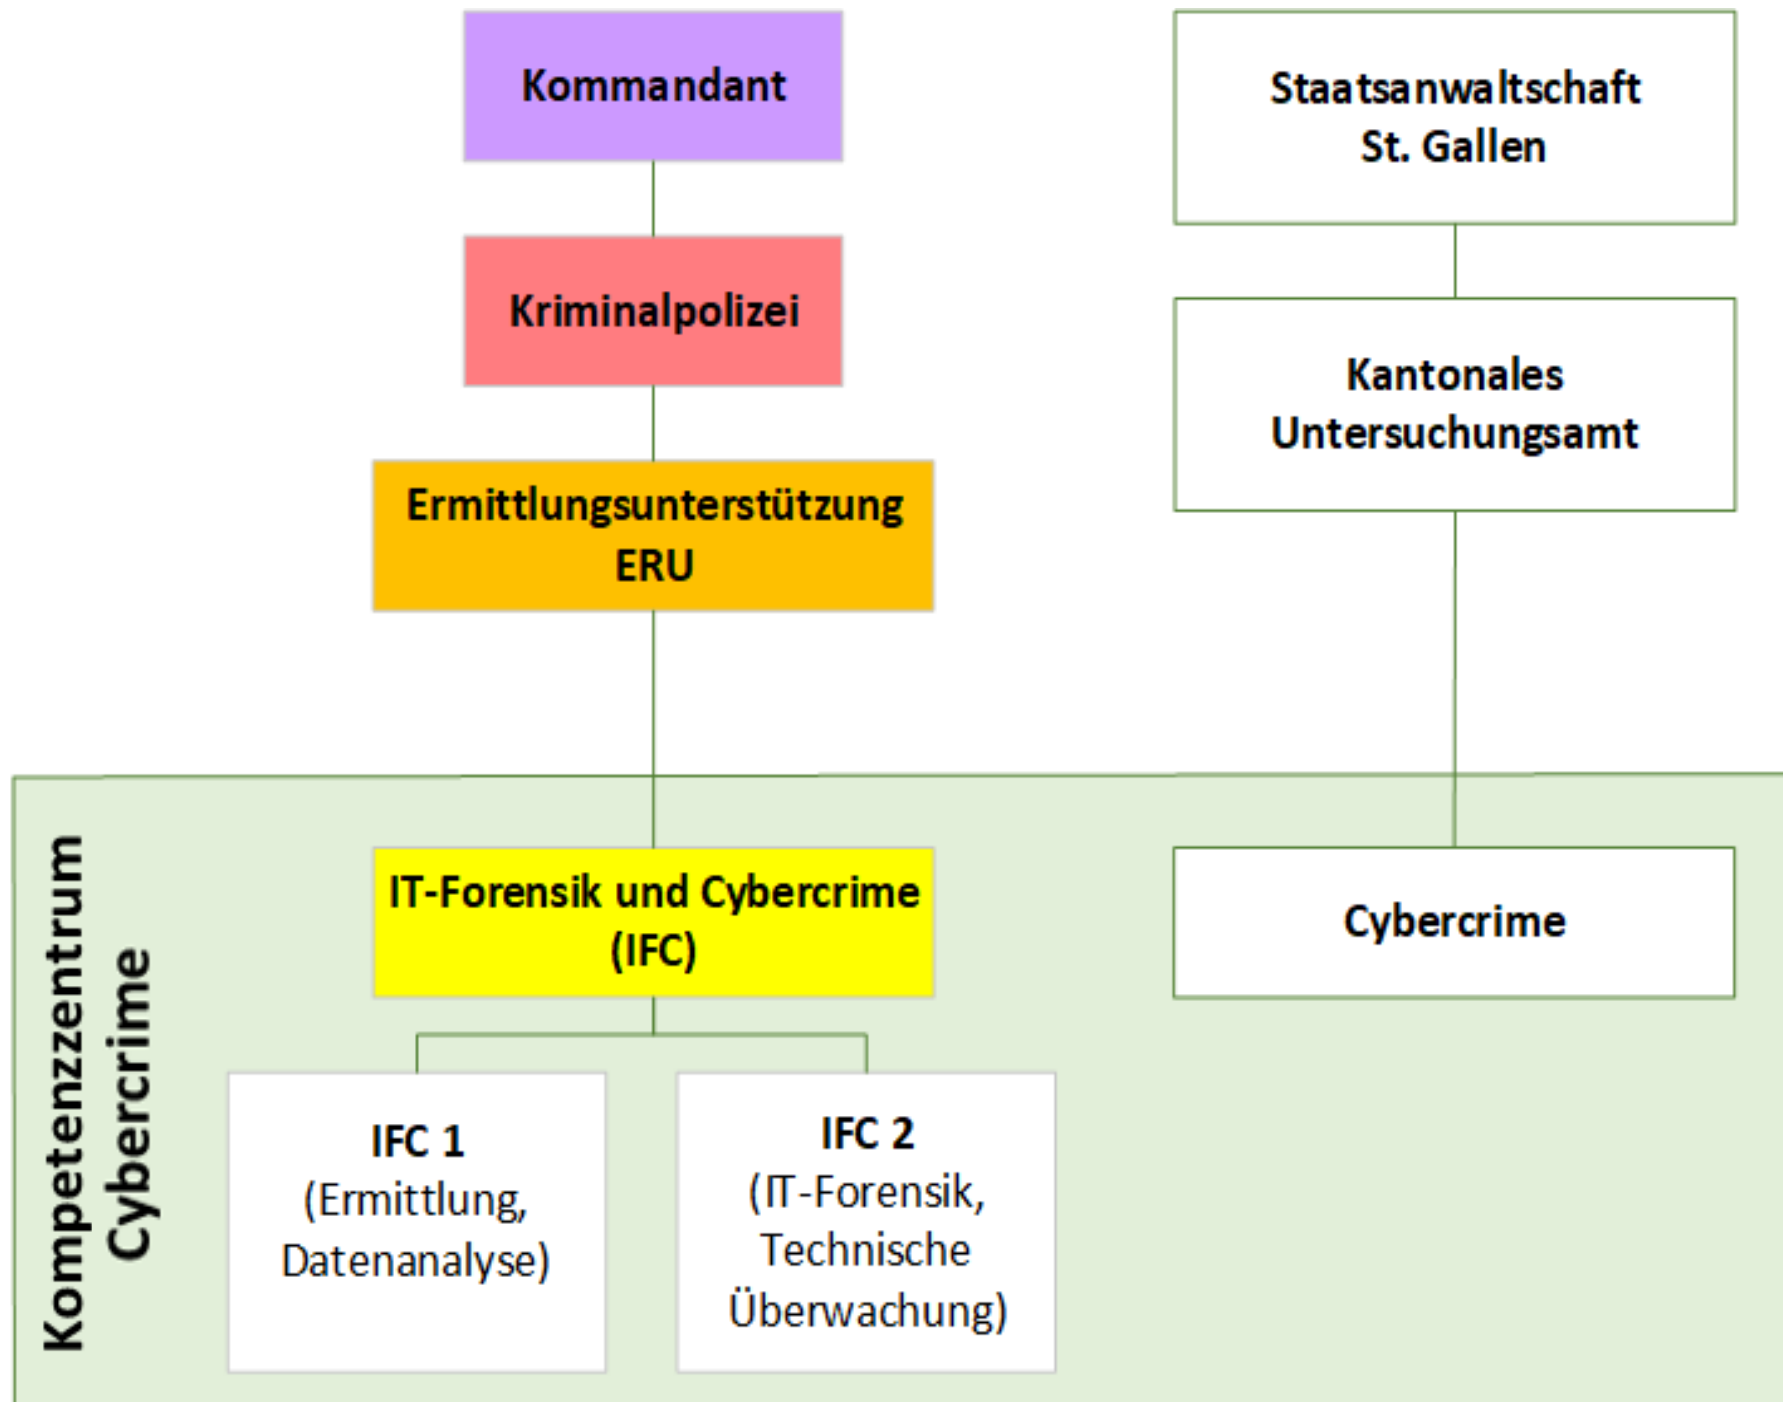 Kommandant
Kriminalpolizei
Ermittlungsunterstützung
ERU
Staatsanwaltschaft
St. Gallen
Kantonales
Untersuchungsamt
Kompetenzzentrum
Cybercrime
IT-Forensik und Cybercrime
(IFC)
IFC 1
(Ermittlung,
Datenanalyse)
IFC 2
(IT-Forensik,
Technische
Überwachung)
Cybercrime